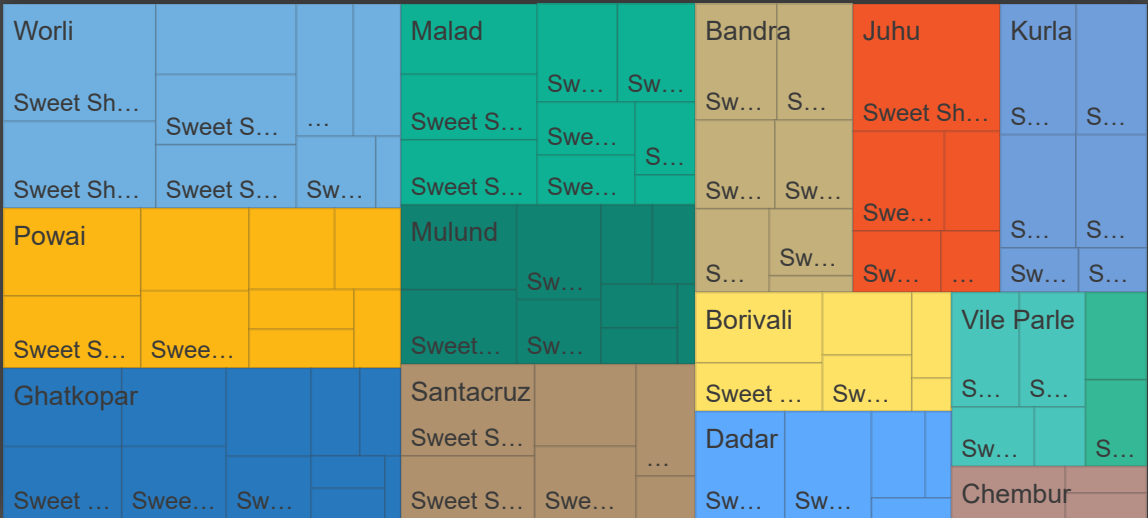 Worli
Sweet Sh…
Sweet S…
…
Sweet Sh…
Sweet S…
Sw…
Powai
Sweet S…
Swee…
Ghatkopar
Sweet …
Swee…
Sw…
Malad
Sw…
Sw…
Sweet S…
Swe…
S…
Sweet S…
Swe…
Mulund
Sw…
Sweet…
Sw…
Santacruz
Sweet S…
…
Sweet S…
Swe…
Bandra
Sw…
S…
Sw…
Sw…
S…
Sw…
Juhu
Sweet Sh…
Swe…
Sw…
…
Kurla
S…
S…
S…
S…
Sw…
S…
Borivali
Sweet …
Sw…
Dadar
Sw…
Sw…
Vile Parle
S…
S…
Sw…
S…
Chembur